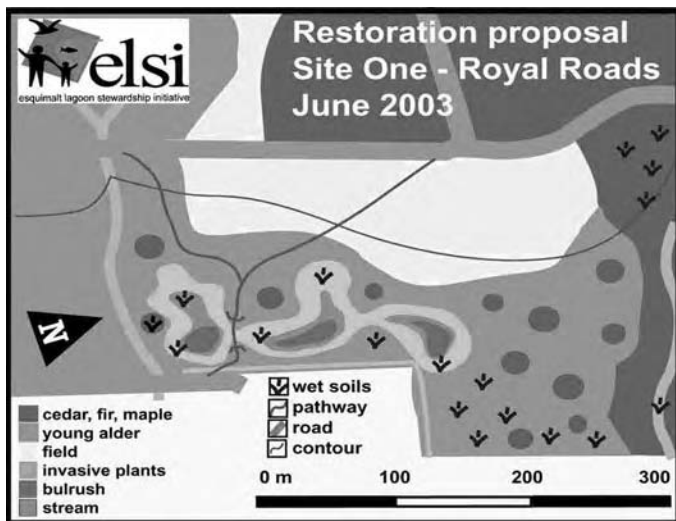 elsi
esquimalt lagoon stewardship initiative
Restoration proposal
Site One - Royal Roads
June 2003
N
cedar, fir, maple
young alder
field
invasive plants
bulrush
stream
wet soils
pathway
road
contour
0 m 100 200 300